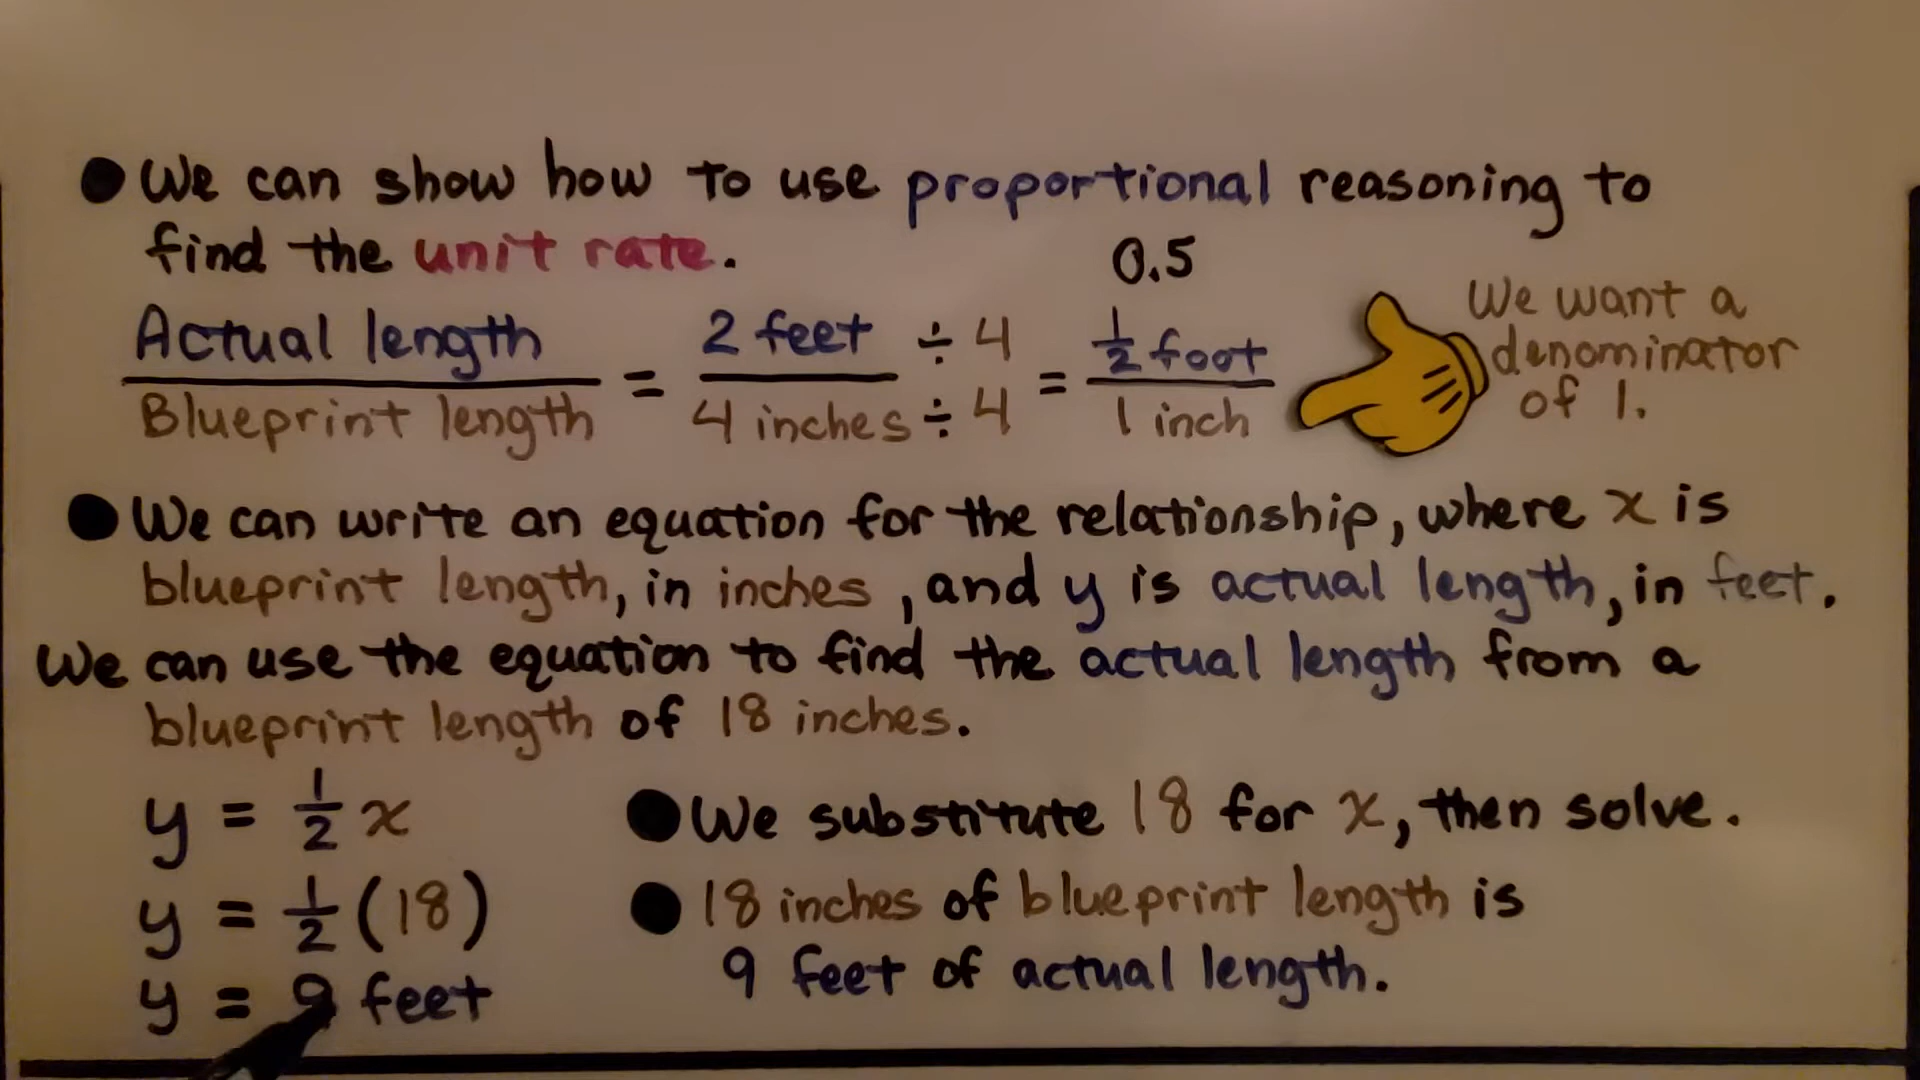 ● We can show how to use proportional reasoning to
find the unit rate.
0.5
Actual length / Blueprint length = 2 feet ÷ 4 / 4 inches ÷ 4 = 1/2 foot / 1 inch
We want a
denominator
of 1.
● We can write an equation for the relationship, where x is
blueprint length, in inches, and y is actual length, in feet.
We can use the equation to find the actual length from a
blueprint length of 18 inches.
y = 1/2 x
● We substitute 18 for x, then solve.
y = 1/2 (18)
● 18 inches of blueprint length is
9 feet of actual length.
y = 9 feet